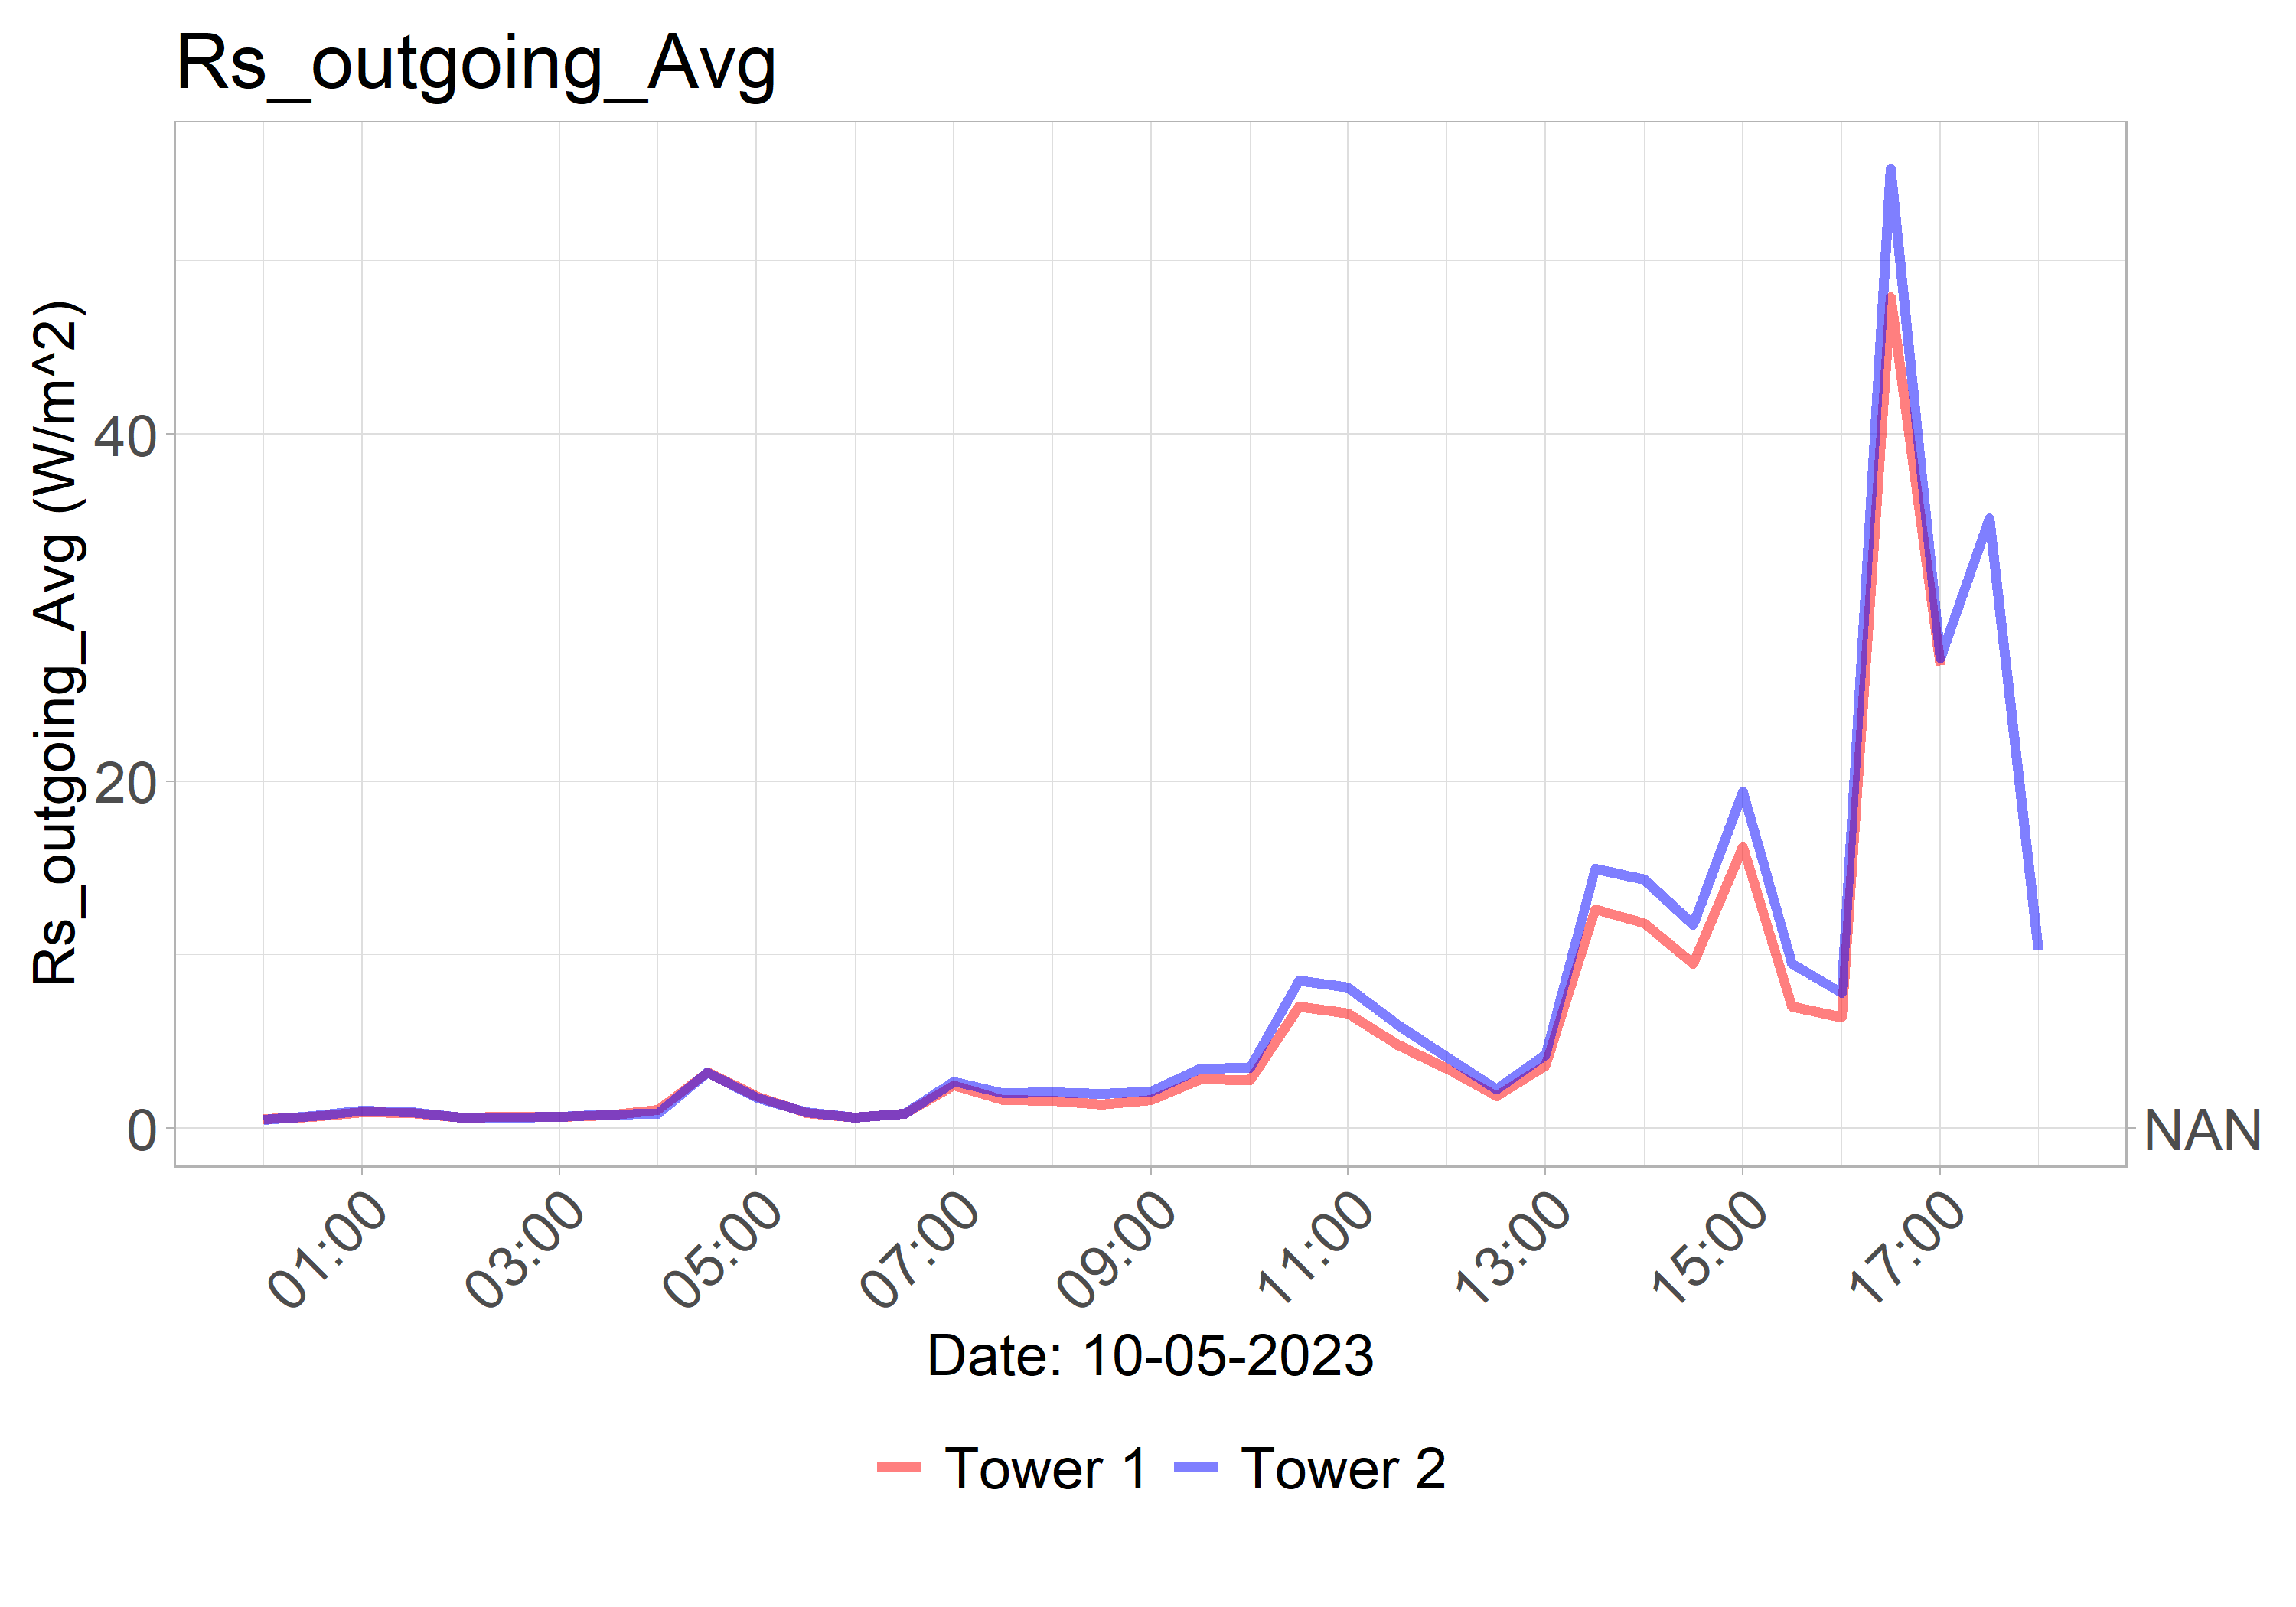 Rs_outgoing_Avg
Rs_outgoing_Avg (W/m^2)
40
20
0
NAN
01:00 03:00 05:00 07:00 09:00 11:00 13:00 15:00 17:00
Date: 10-05-2023
Tower 1 Tower 2